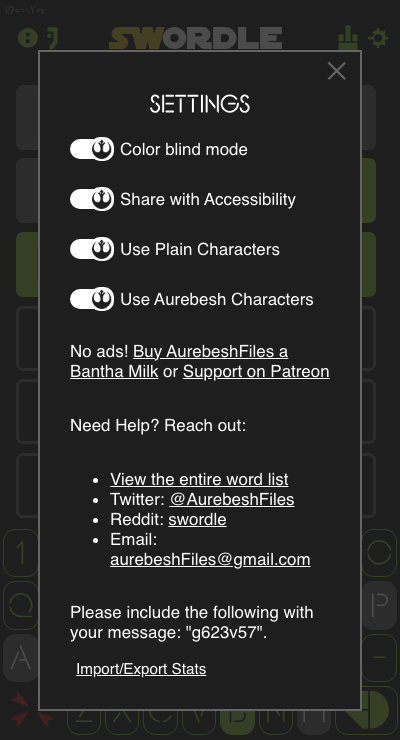 SWORDLE
SETTINGS
Color blind mode
Share with Accessibility
Use Plain Characters
Use Aurebesh Characters
No ads! Buy AurebeshFiles a
Bantha Milk or Support on Patreon
Need Help? Reach out:
View the entire word list
Twitter: @AurebeshFiles
Reddit: swordle
Email:
aurebeshFiles@gmail.com
Please include the following with
your message: "g623v57".
Import/Export Stats
1 O
Q P
A -
Z X C V B N M